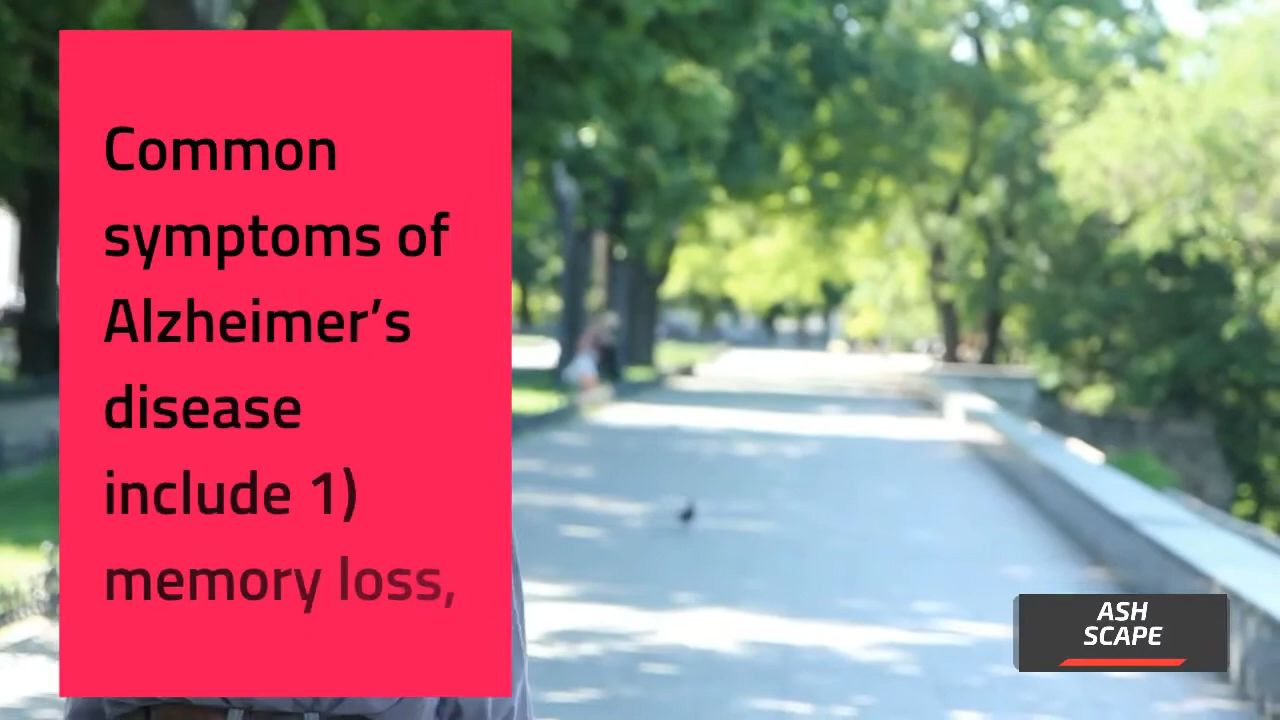 Common
symptoms of
Alzheimer’s
disease
include 1)
memory loss,
ASH
SCAPE